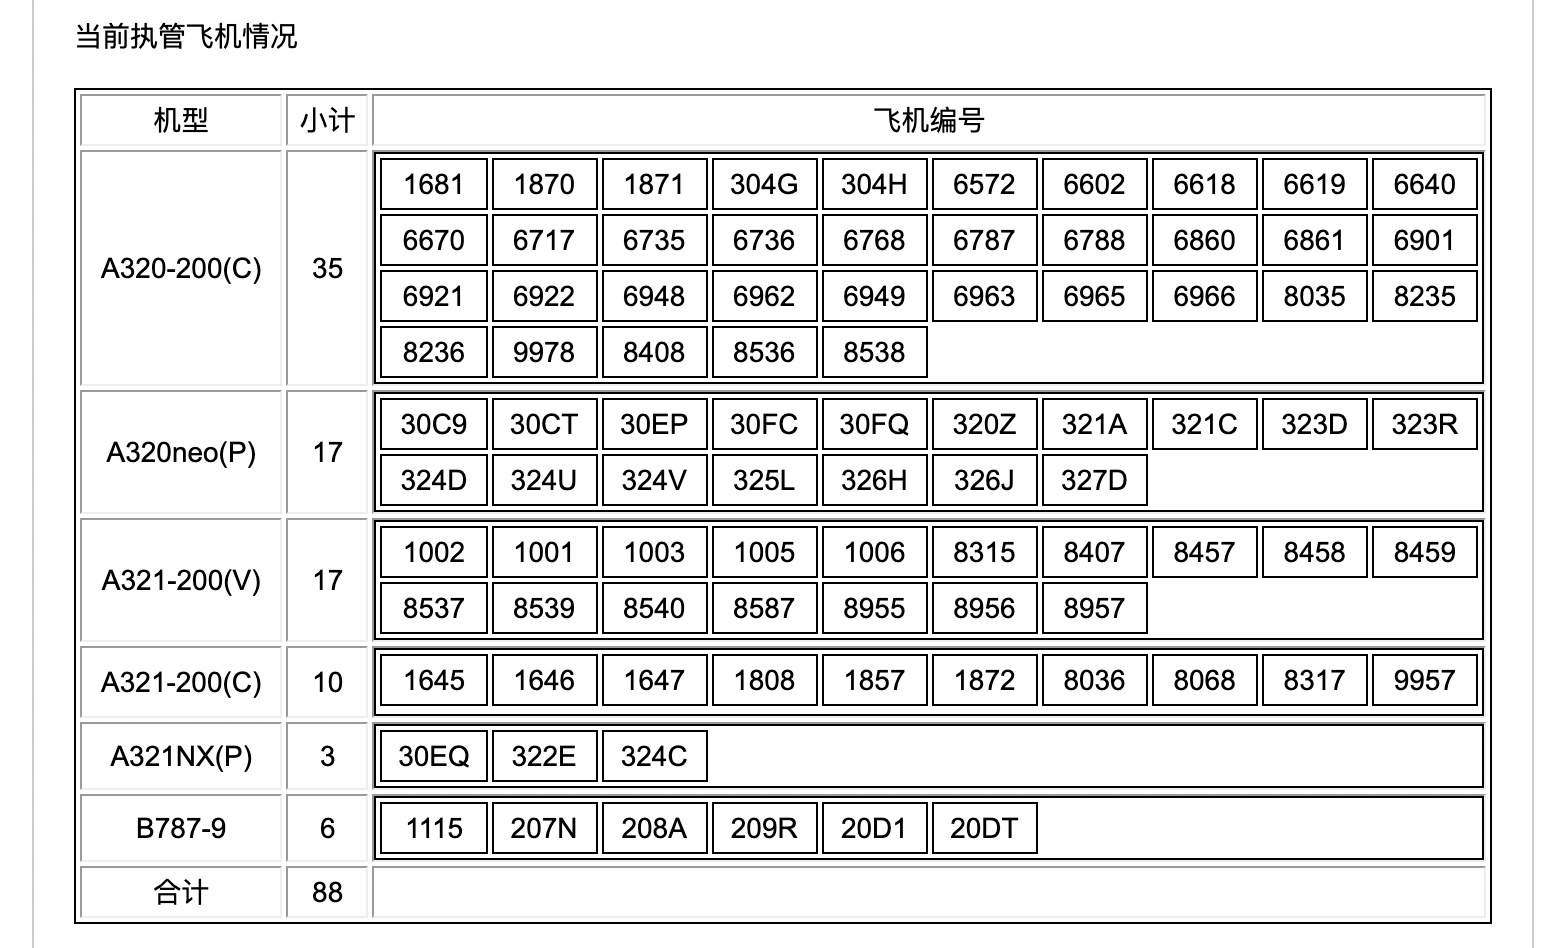 当前执管飞机情况
机型 小计 飞机编号
A320-200(C) 35
1681 1870 1871 304G 304H 6572 6602 6618 6619 6640
6670 6717 6735 6736 6768 6787 6788 6860 6861 6901
6921 6922 6948 6962 6949 6963 6965 6966 8035 8235
8236 9978 8408 8536 8538
A320neo(P) 17
30C9 30CT 30EP 30FC 30FQ 320Z 321A 321C 323D 323R
324D 324U 324V 325L 326H 326J 327D
A321-200(V) 17
1002 1001 1003 1005 1006 8315 8407 8457 8458 8459
8537 8539 8540 8587 8955 8956 8957
A321-200(C) 10
1645 1646 1647 1808 1857 1872 8036 8068 8317 9957
A321NX(P) 3
30EQ 322E 324C
B787-9 6
1115 207N 208A 209R 20D1 20DT
合计 88